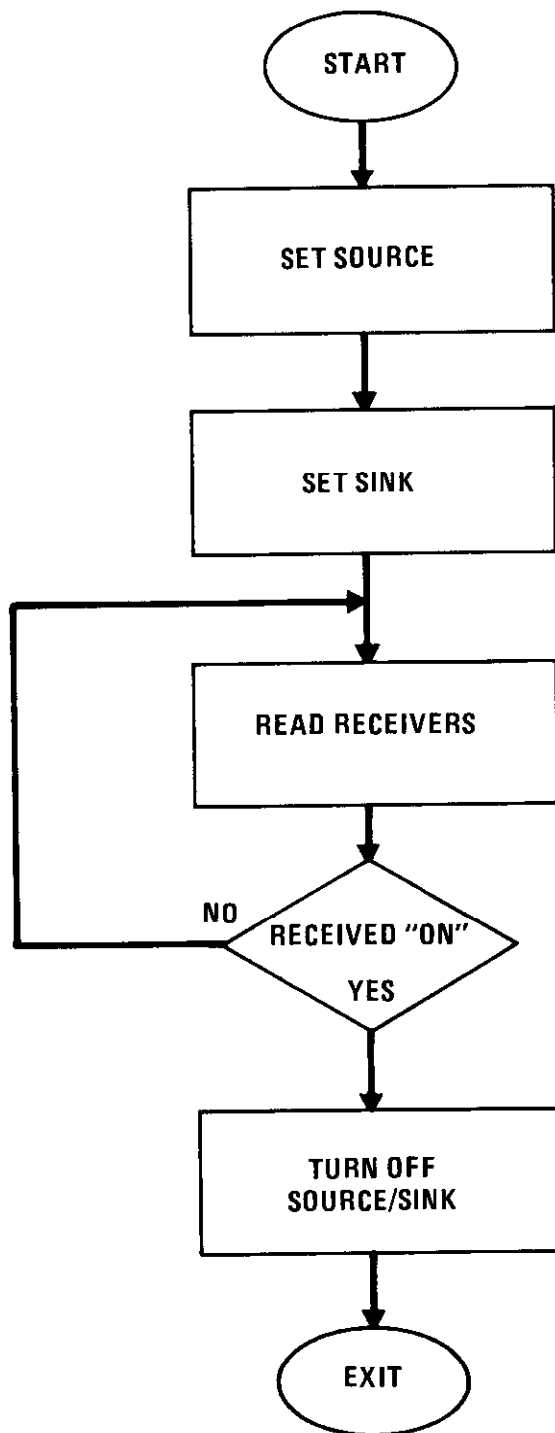 START
SET SOURCE
SET SINK
READ RECEIVERS
NO
RECEIVED "ON"
YES
TURN OFF
SOURCE/SINK
EXIT